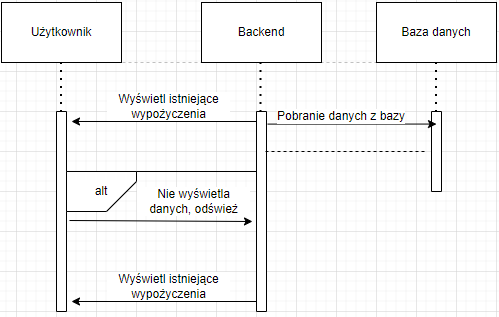 Użytkownik
Backend
Baza danych
Wyświetl istniejące
wypożyczenia
Pobranie danych z bazy
alt
Nie wyświetla
danych, odśwież
Wyświetl istniejące
wypożyczenia